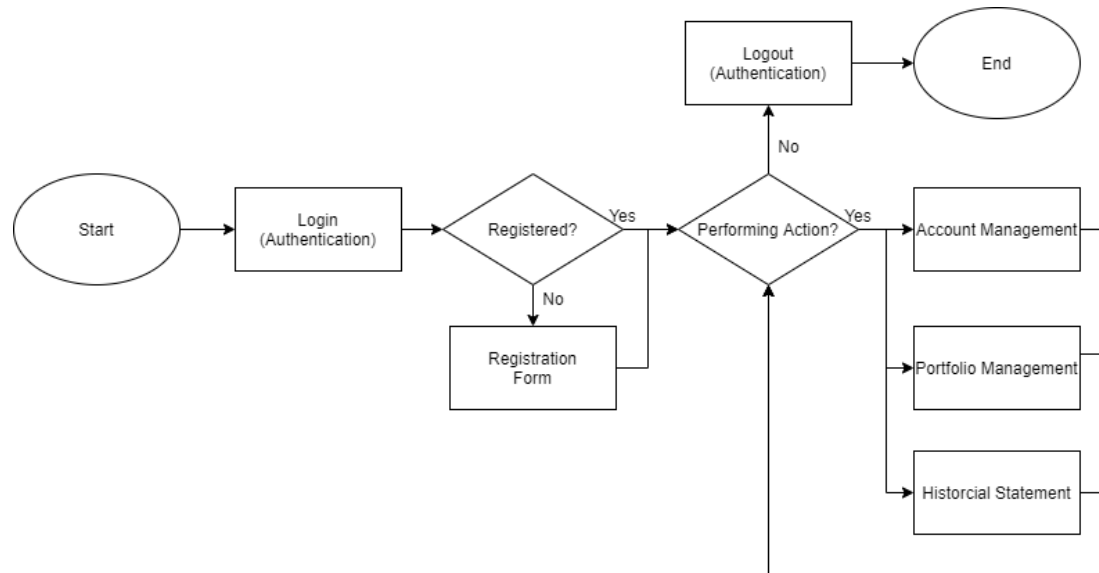 Logout
(Authentication)
End
No
Start
Login
(Authentication)
Registered?
Yes
Performing Action?
Yes
Account Management
No
Registration
Form
Portfolio Management
Historcial Statement